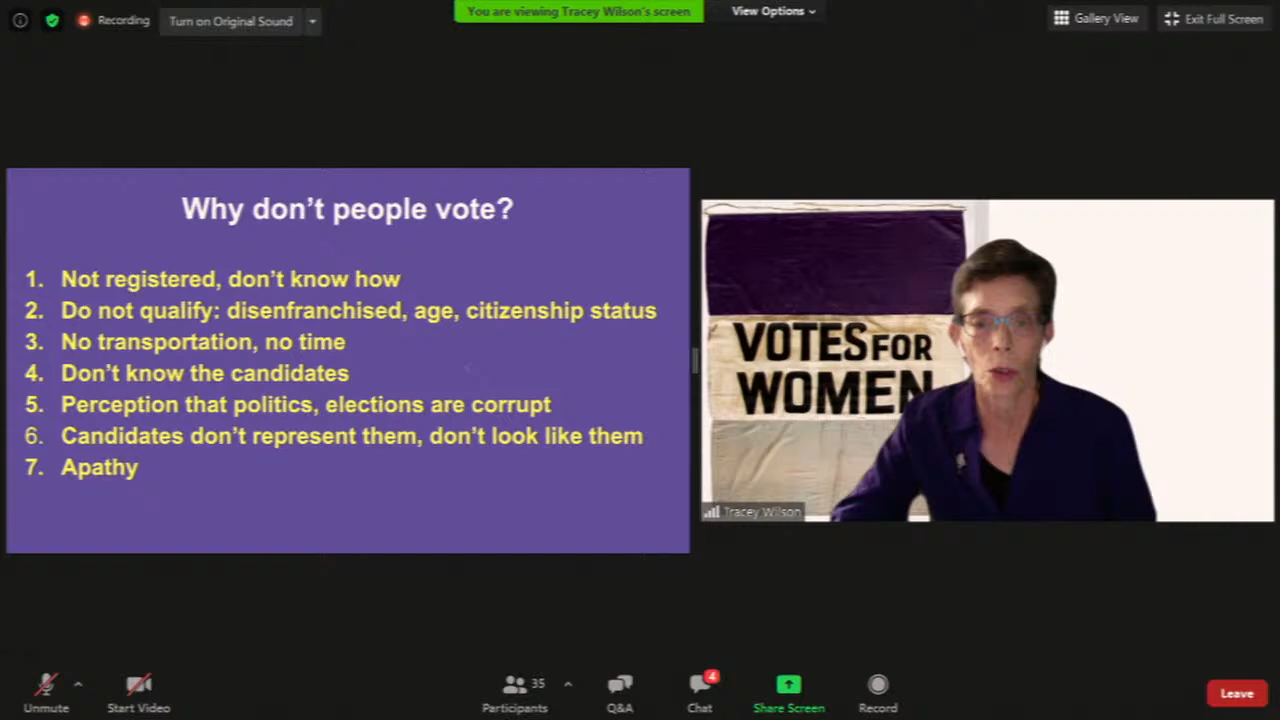 Recording
Turn on Original Sound
You are viewing Tracey Wilson's screen
View Options
Gallery View
Exit Full Screen
Why don't people vote?
1. Not registered, don't know how
2. Do not qualify: disenfranchised, age, citizenship status
3. No transportation, no time
4. Don't know the candidates
5. Perception that politics, elections are corrupt
6. Candidates don't represent them, don't look like them
7. Apathy
VOTES FOR
WOMEN
Tracey Wilson
Unmute
Start Video
35
Participants
Q&A
4
Chat
Share Screen
Record
Leave